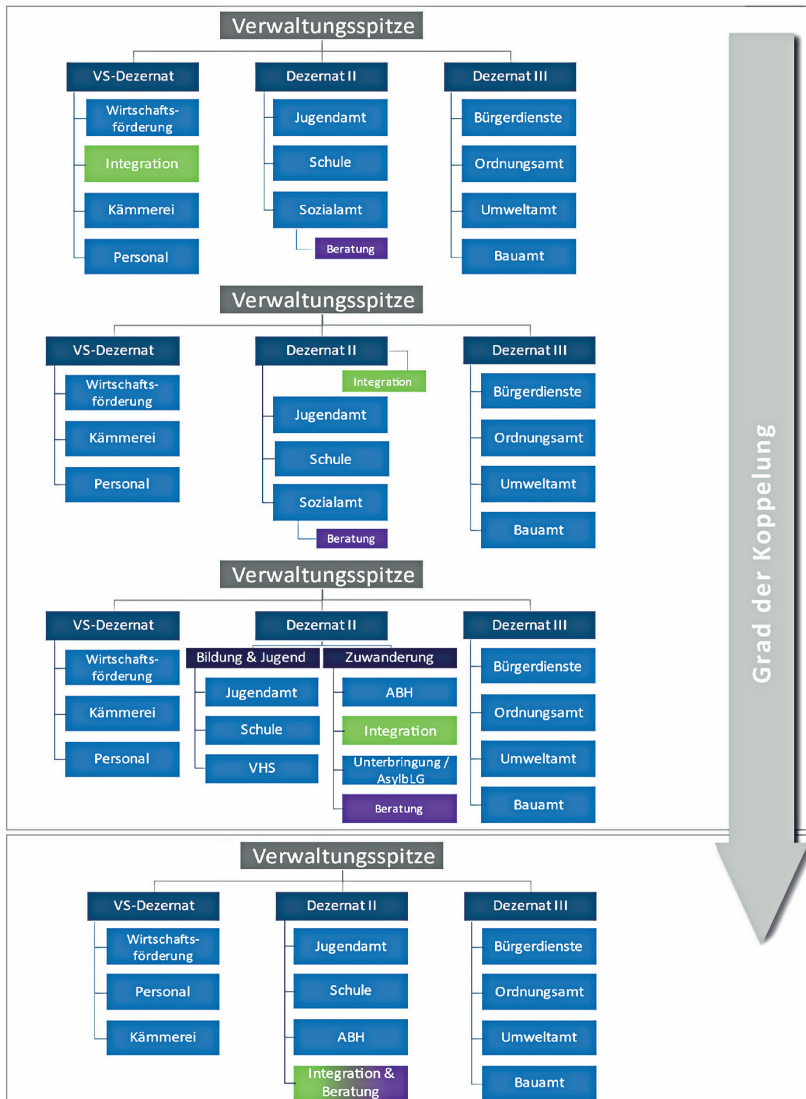 Verwaltungsspitze
VS-Dezernat
Wirtschafts-
förderung
Integration
Kämmerei
Personal
Dezernat II
Jugendamt
Schule
Sozialamt
Beratung
Dezernat III
Bürgerdienste
Ordnungsamt
Umweltamt
Bauamt
Verwaltungsspitze
VS-Dezernat
Wirtschafts-
förderung
Kämmerei
Personal
Dezernat II
Integration
Jugendamt
Schule
Sozialamt
Beratung
Dezernat III
Bürgerdienste
Ordnungsamt
Umweltamt
Bauamt
Verwaltungsspitze
VS-Dezernat
Wirtschafts-
förderung
Kämmerei
Personal
Dezernat II
Bildung & Jugend
Jugendamt
Schule
VHS
Zuwanderung
ABH
Integration
Unterbringung /
AsylbLG
Beratung
Dezernat III
Bürgerdienste
Ordnungsamt
Umweltamt
Bauamt
Verwaltungsspitze
VS-Dezernat
Wirtschafts-
förderung
Personal
Kämmerei
Dezernat II
Jugendamt
Schule
ABH
Integration &
Beratung
Dezernat III
Bürgerdienste
Ordnungsamt
Umweltamt
Bauamt
Grad der Koppelung